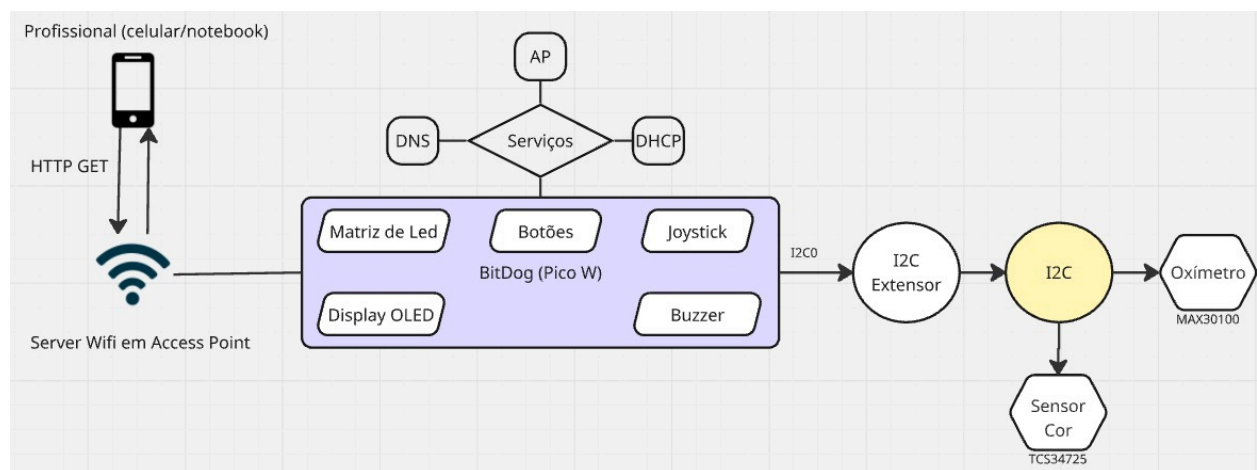 Profissional (celular/notebook)
AP
DNS
Serviços
DHCP
HTTP GET
Matriz de Led
Botões
Joystick
BitDog (Pico W)
Display OLED
Buzzer
I2C0
I2C
Extensor
I2C
Oxímetro
MAX30100
Server Wifi em Access Point
Sensor
Cor
TCS34725